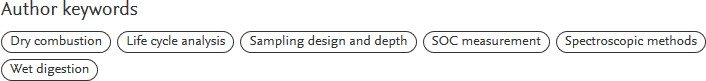 Author keywords
Dry combustion Life cycle analysis Sampling design and depth SOC measurement Spectroscopic methods
Wet digestion